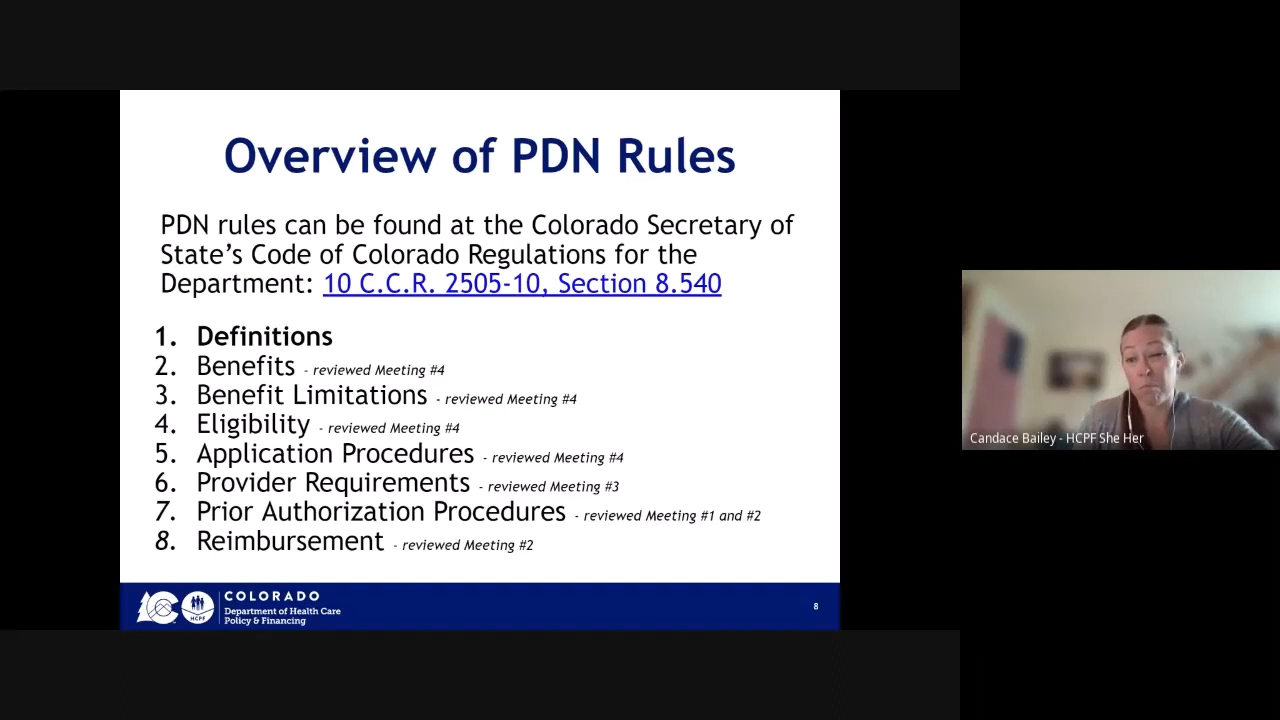 Overview of PDN Rules
PDN rules can be found at the Colorado Secretary of
State’s Code of Colorado Regulations for the
Department: 10 C.C.R. 2505-10, Section 8.540
1. Definitions
2. Benefits - reviewed Meeting #4
3. Benefit Limitations - reviewed Meeting #4
4. Eligibility - reviewed Meeting #4
5. Application Procedures - reviewed Meeting #4
6. Provider Requirements - reviewed Meeting #3
7. Prior Authorization Procedures - reviewed Meeting #1 and #2
8. Reimbursement - reviewed Meeting #2
HCPF
COLORADO
Department of Health Care
Policy & Financing
8
Candace Bailey - HCPF She Her